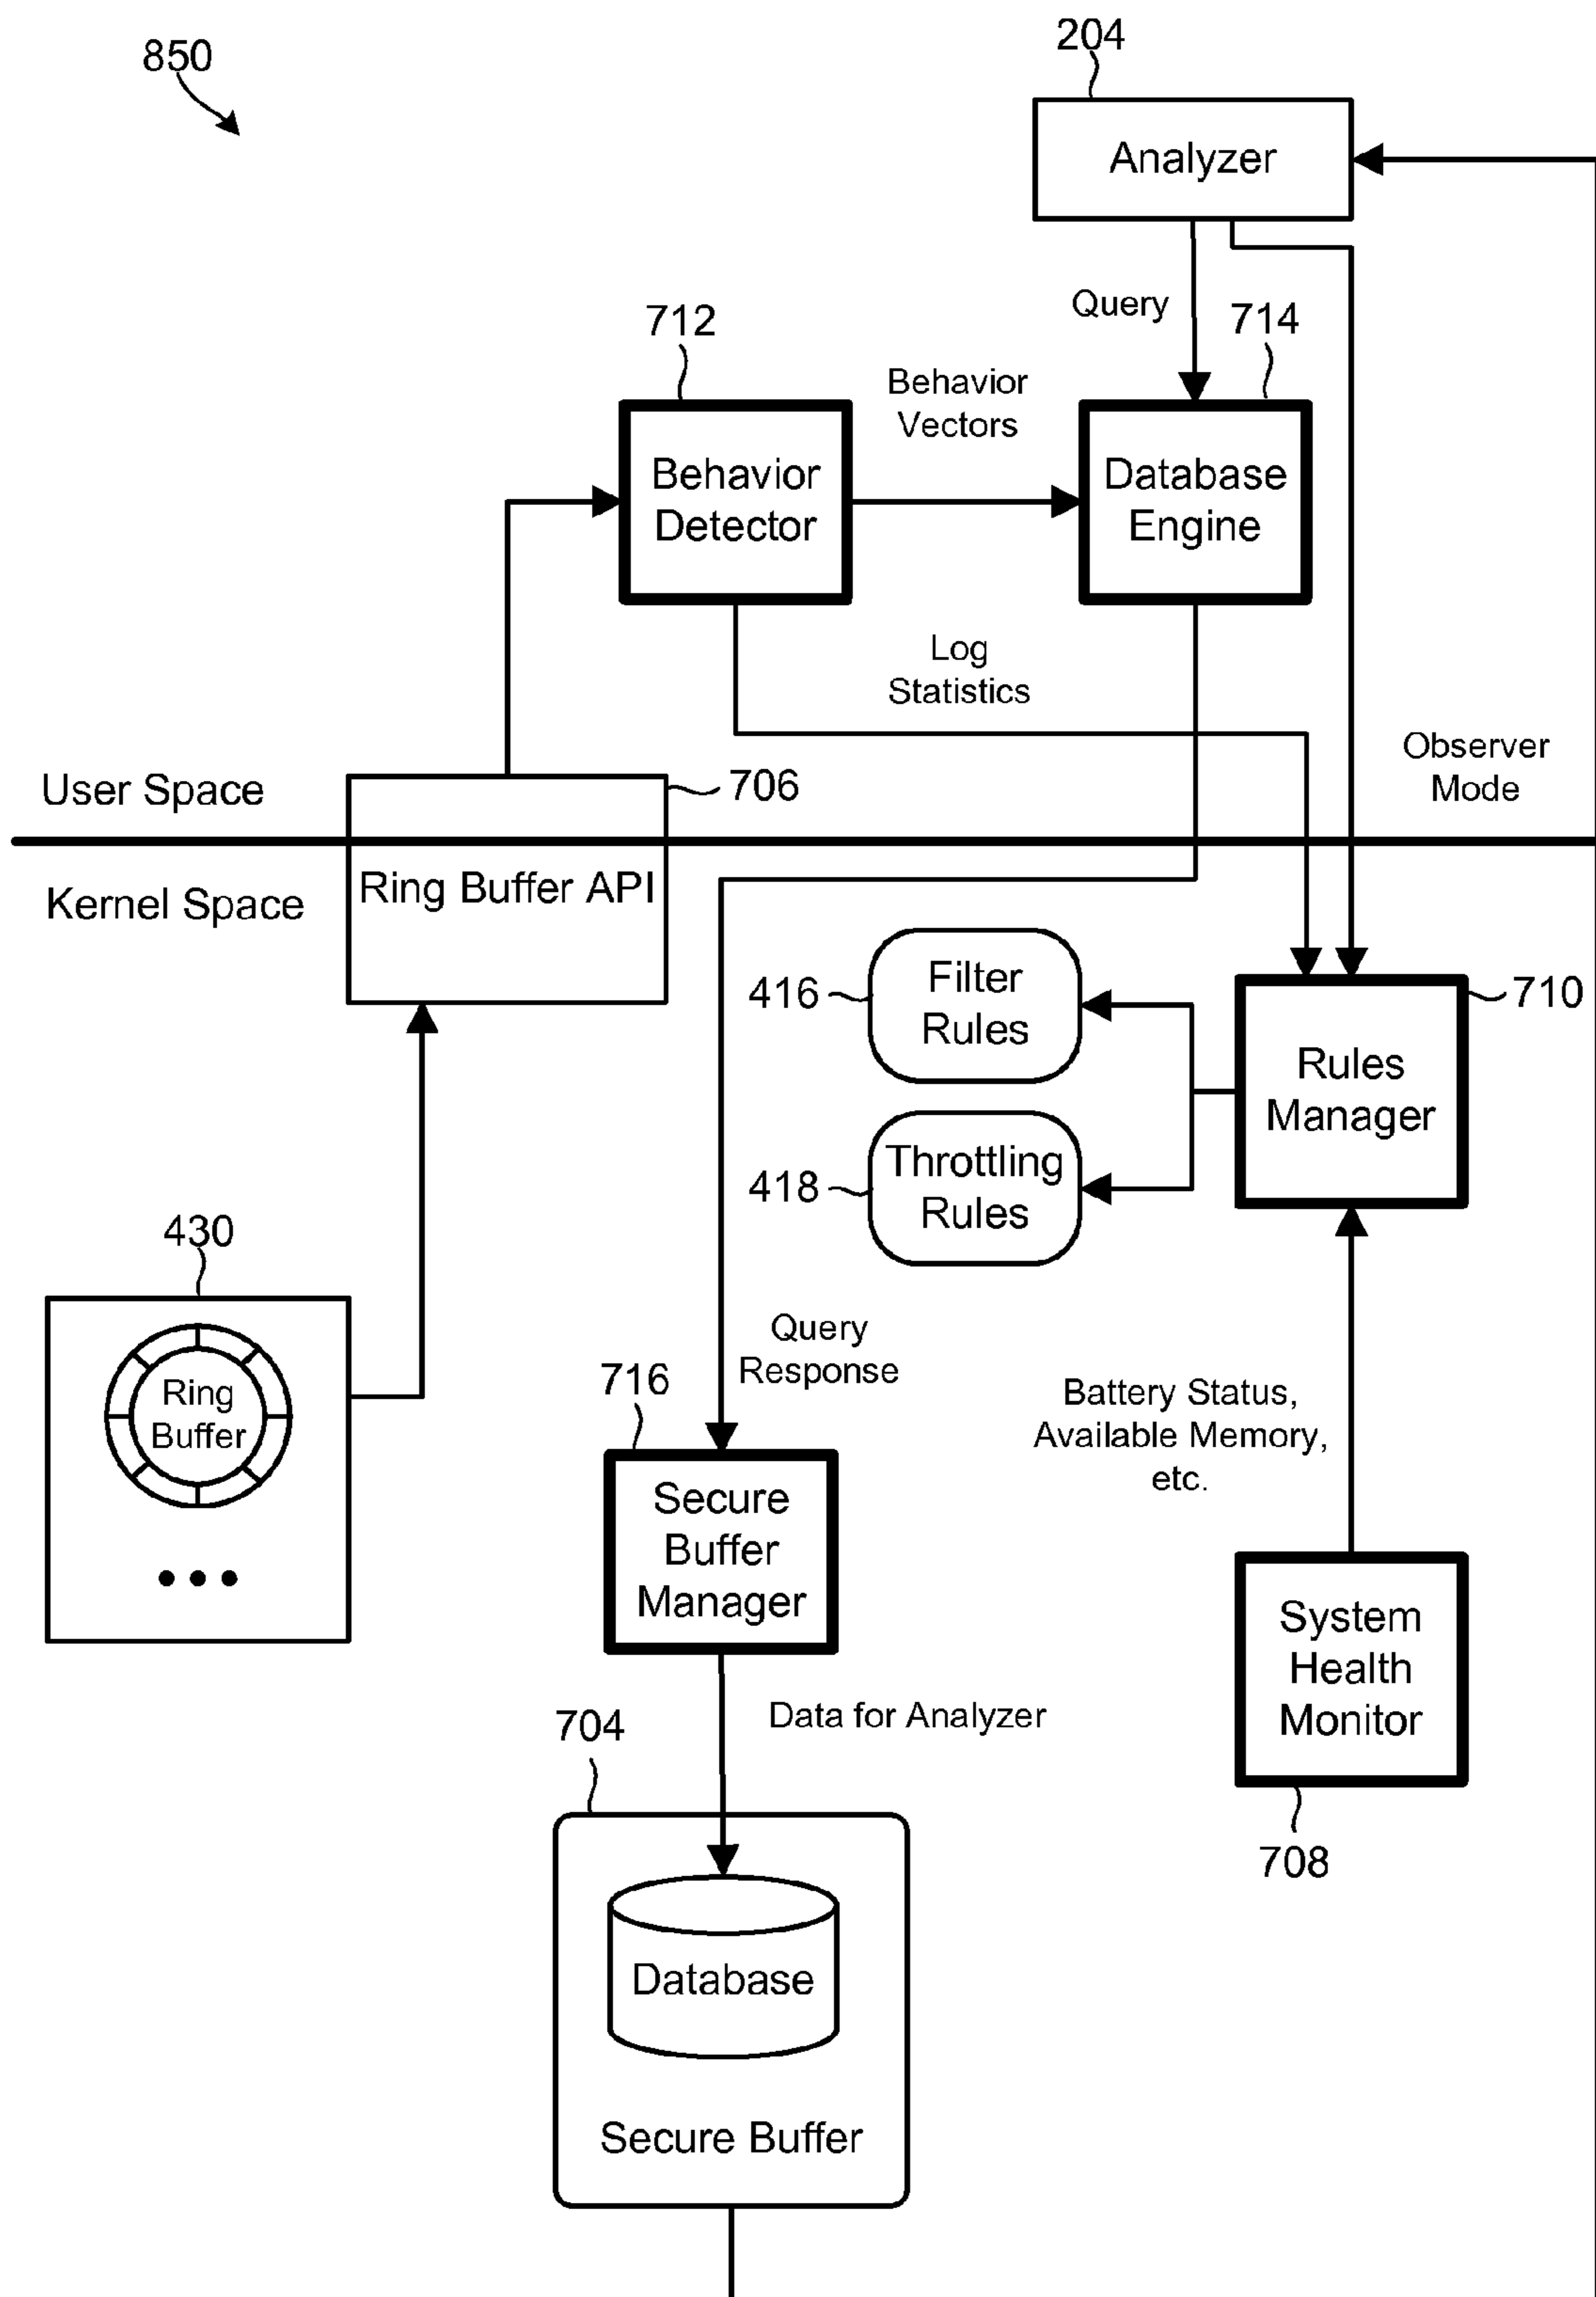 850
204
Analyzer
Query
714
712
Behavior
Vectors
Behavior
Detector
Database
Engine
Log
Statistics
Observer
Mode
User Space
706
Kernel Space
Ring Buffer API
416
Filter
Rules
710
Rules
Manager
418
Throttling
Rules
430
Ring
Buffer
Query
Response
716
Battery Status,
Available Memory,
etc.
Secure
Buffer
Manager
System
Health
Monitor
Data for Analyzer
704
708
Database
Secure Buffer